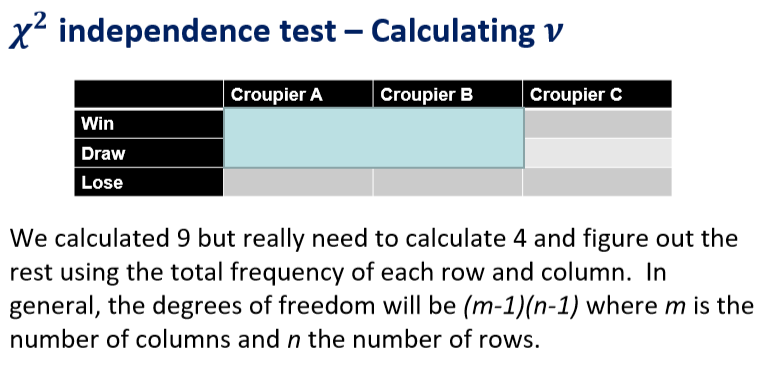 χ² independence test – Calculating ν
Croupier A Croupier B Croupier C
Win
Draw
Lose
We calculated 9 but really need to calculate 4 and figure out the
rest using the total frequency of each row and column. In
general, the degrees of freedom will be (m-1)(n-1) where m is the
number of columns and n the number of rows.